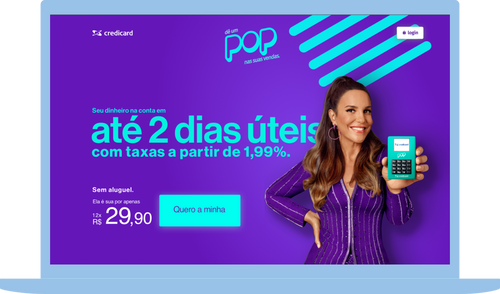 credicard
dê um
POP
nas suas vendas.
login
Seu dinheiro na conta em
até 2 dias úteis
com taxas a partir de 1,99%.
Sem aluguel.
Ela é sua por apenas
12x
R$ 29,90
Quero a minha
pop